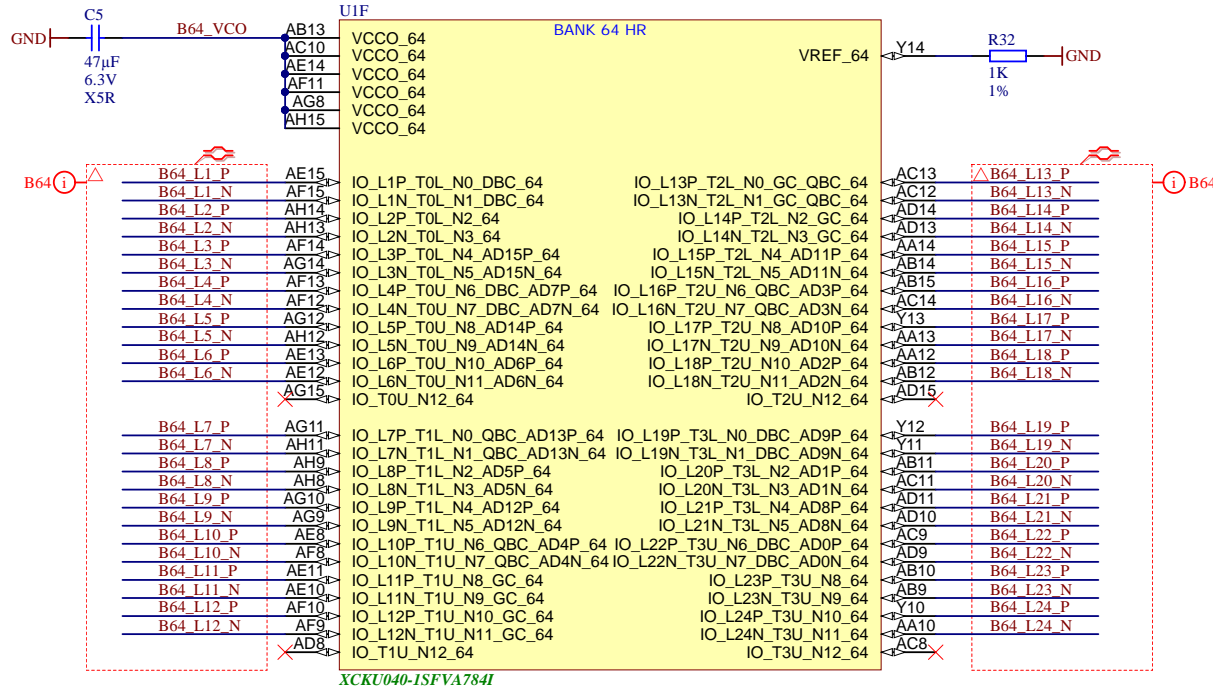 U1F
BANK 64 HR
C5
GND
47µF
6.3V
X5R
B64_VCO
AB13 VCCO_64
AC10 VCCO_64
AE14 VCCO_64
AF11 VCCO_64
AG8 VCCO_64
AH15 VCCO_64
VREF_64 Y14
R32
1K
1%
GND
B64 i
B64_L1_P AE15 IO_L1P_T0L_N0_DBC_64
B64_L1_N AF15 IO_L1N_T0L_N1_DBC_64
B64_L2_P AH14 IO_L2P_T0L_N2_64
B64_L2_N AH13 IO_L2N_T0L_N3_64
B64_L3_P AF14 IO_L3P_T0L_N4_AD15P_64
B64_L3_N AG14 IO_L3N_T0L_N5_AD15N_64
B64_L4_P AF13 IO_L4P_T0U_N6_DBC_AD7P_64
B64_L4_N AF12 IO_L4N_T0U_N7_DBC_AD7N_64
B64_L5_P AG12 IO_L5P_T0U_N8_AD14P_64
B64_L5_N AH12 IO_L5N_T0U_N9_AD14N_64
B64_L6_P AE13 IO_L6P_T0U_N10_AD6P_64
B64_L6_N AE12 IO_L6N_T0U_N11_AD6N_64
AG15 IO_T0U_N12_64
B64_L7_P AG11 IO_L7P_T1L_N0_QBC_AD13P_64
B64_L7_N AH11 IO_L7N_T1L_N1_QBC_AD13N_64
B64_L8_P AH9 IO_L8P_T1L_N2_AD5P_64
B64_L8_N AH8 IO_L8N_T1L_N3_AD5N_64
B64_L9_P AG10 IO_L9P_T1L_N4_AD12P_64
B64_L9_N AG9 IO_L9N_T1L_N5_AD12N_64
B64_L10_P AE8 IO_L10P_T1U_N6_QBC_AD4P_64
B64_L10_N AF8 IO_L10N_T1U_N7_QBC_AD4N_64
B64_L11_P AE11 IO_L11P_T1U_N8_GC_64
B64_L11_N AE10 IO_L11N_T1U_N9_GC_64
B64_L12_P AF10 IO_L12P_T1U_N10_GC_64
B64_L12_N AF9 IO_L12N_T1U_N11_GC_64
AD8 IO_T1U_N12_64
IO_L13P_T2L_N0_GC_QBC_64 AC13 B64_L13_P
IO_L13N_T2L_N1_GC_QBC_64 AC12 B64_L13_N
IO_L14P_T2L_N2_GC_64 AD14 B64_L14_P
IO_L14N_T2L_N3_GC_64 AD13 B64_L14_N
IO_L15P_T2L_N4_AD11P_64 AA14 B64_L15_P
IO_L15N_T2L_N5_AD11N_64 AB14 B64_L15_N
IO_L16P_T2U_N6_QBC_AD3P_64 AB15 B64_L16_P
IO_L16N_T2U_N7_QBC_AD3N_64 AC14 B64_L16_N
IO_L17P_T2U_N8_AD10P_64 Y13 B64_L17_P
IO_L17N_T2U_N9_AD10N_64 AA13 B64_L17_N
IO_L18P_T2U_N10_AD2P_64 AA12 B64_L18_P
IO_L18N_T2U_N11_AD2N_64 AB12 B64_L18_N
IO_T2U_N12_64 AD15
IO_L19P_T3L_N0_DBC_AD9P_64 Y12 B64_L19_P
IO_L19N_T3L_N1_DBC_AD9N_64 Y11 B64_L19_N
IO_L20P_T3L_N2_AD1P_64 AB11 B64_L20_P
IO_L20N_T3L_N3_AD1N_64 AC11 B64_L20_N
IO_L21P_T3L_N4_AD8P_64 AD11 B64_L21_P
IO_L21N_T3L_N5_AD8N_64 AD10 B64_L21_N
IO_L22P_T3U_N6_DBC_AD0P_64 AC9 B64_L22_P
IO_L22N_T3U_N7_DBC_AD0N_64 AD9 B64_L22_N
IO_L23P_T3U_N8_64 AB10 B64_L23_P
IO_L23N_T3U_N9_64 AB9 B64_L23_N
IO_L24P_T3U_N10_64 Y10 B64_L24_P
IO_L24N_T3U_N11_64 AA10 B64_L24_N
IO_T3U_N12_64 AC8
i B64
XCKU040-1SFVA784I